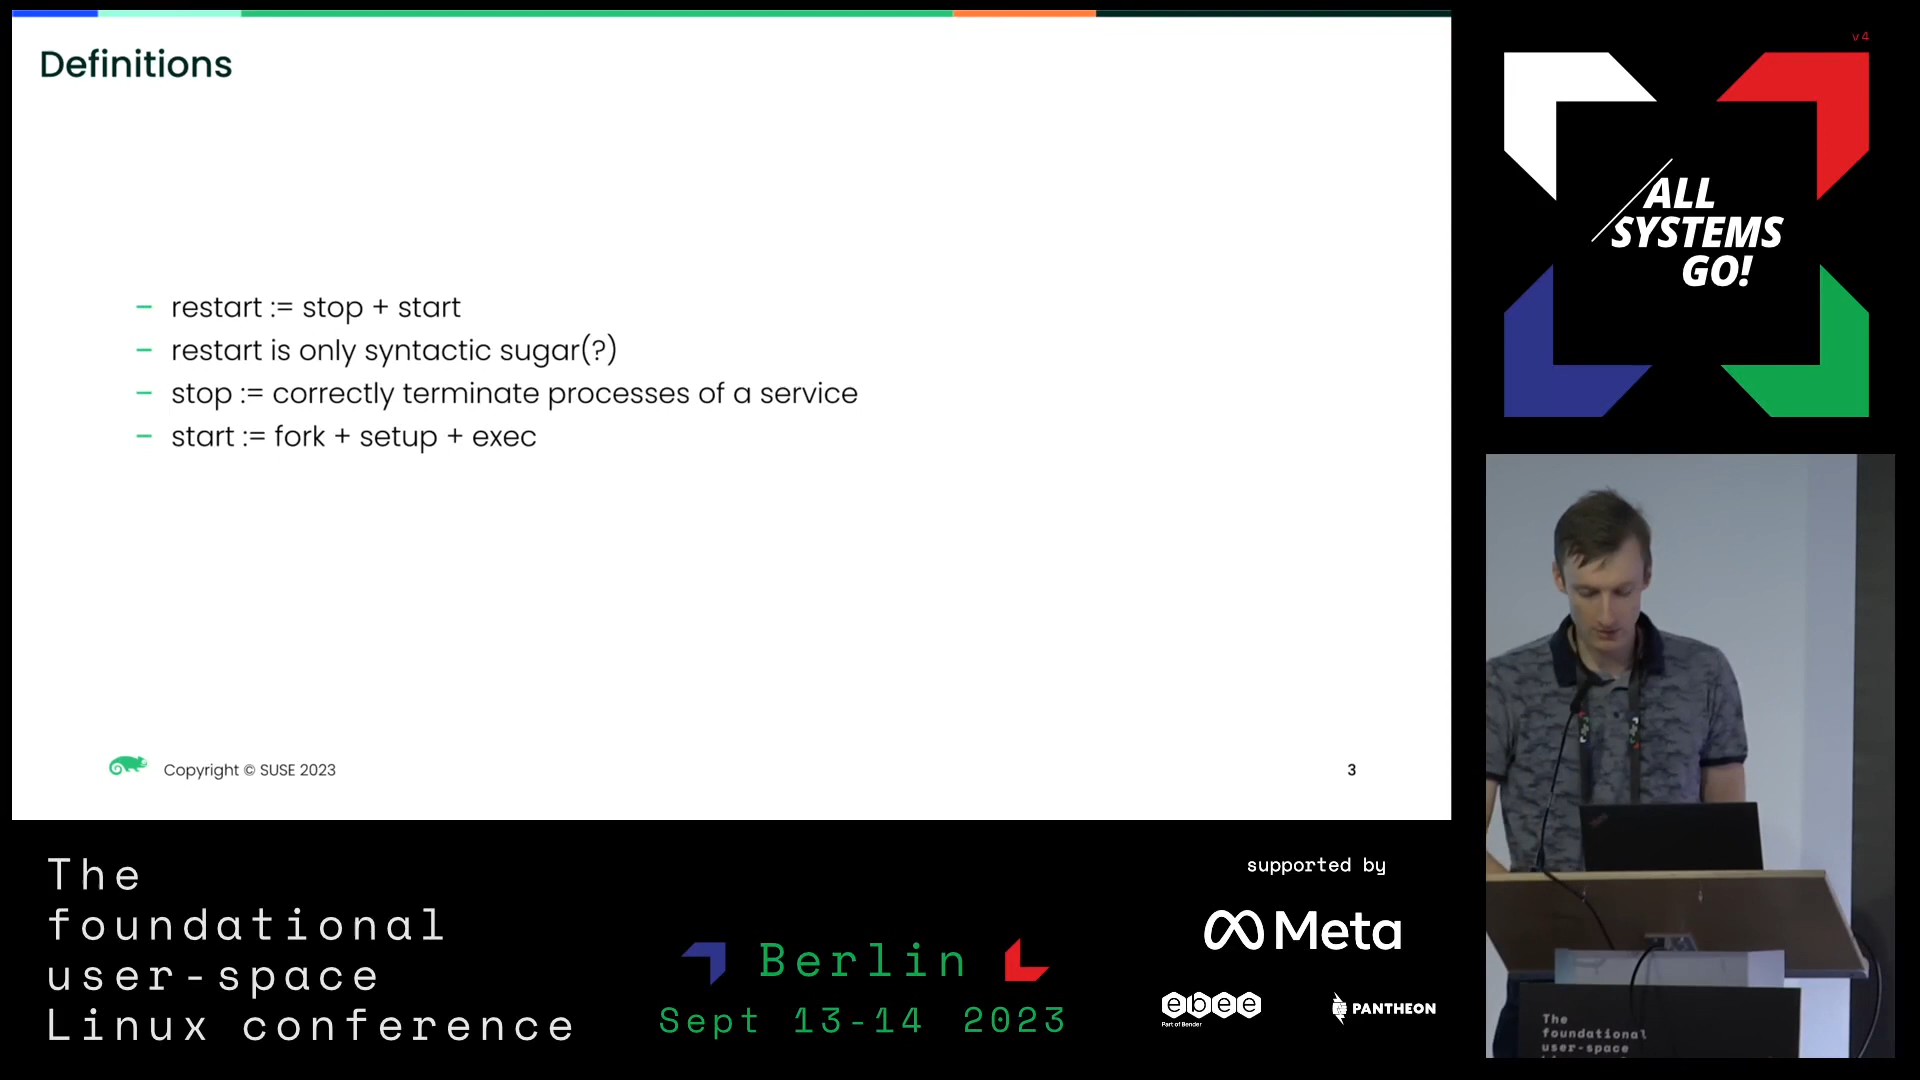 Definitions
– restart := stop + start
– restart is only syntactic sugar(?)
– stop := correctly terminate processes of a service
– start := fork + setup + exec
Copyright © SUSE 2023
3
v4
ALL
SYSTEMS
GO!
The
foundational
user-space
Linux conference
Berlin
Sept 13-14 2023
supported by
Meta
ebee
Part of Bender
PANTHEON
The
foundational
user-space